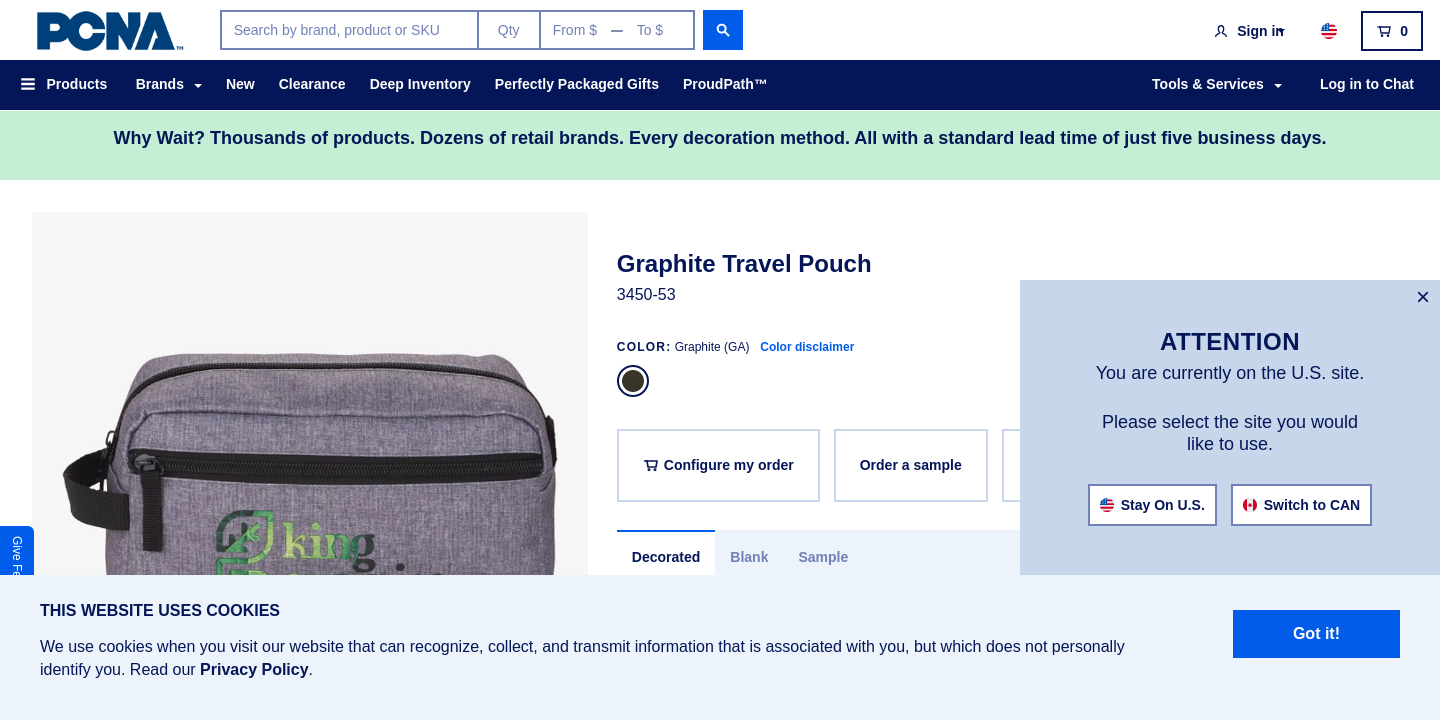 PCNA™
Search by brand, product or SKU
Qty
From $ — To $
Sign in
0
Products
Brands
New
Clearance
Deep Inventory
Perfectly Packaged Gifts
ProudPath™
Tools & Services
Log in to Chat
Why Wait? Thousands of products. Dozens of retail brands. Every decoration method. All with a standard lead time of just five business days.
Graphite Travel Pouch
3450-53
COLOR: Graphite (GA) Color disclaimer
Configure my order
Order a sample
Decorated
Blank
Sample
king
×
ATTENTION
You are currently on the U.S. site.
Please select the site you would
like to use.
Stay On U.S.
Switch to CAN
Give Fe
THIS WEBSITE USES COOKIES
We use cookies when you visit our website that can recognize, collect, and transmit information that is associated with you, but which does not personally
identify you. Read our Privacy Policy.
Got it!